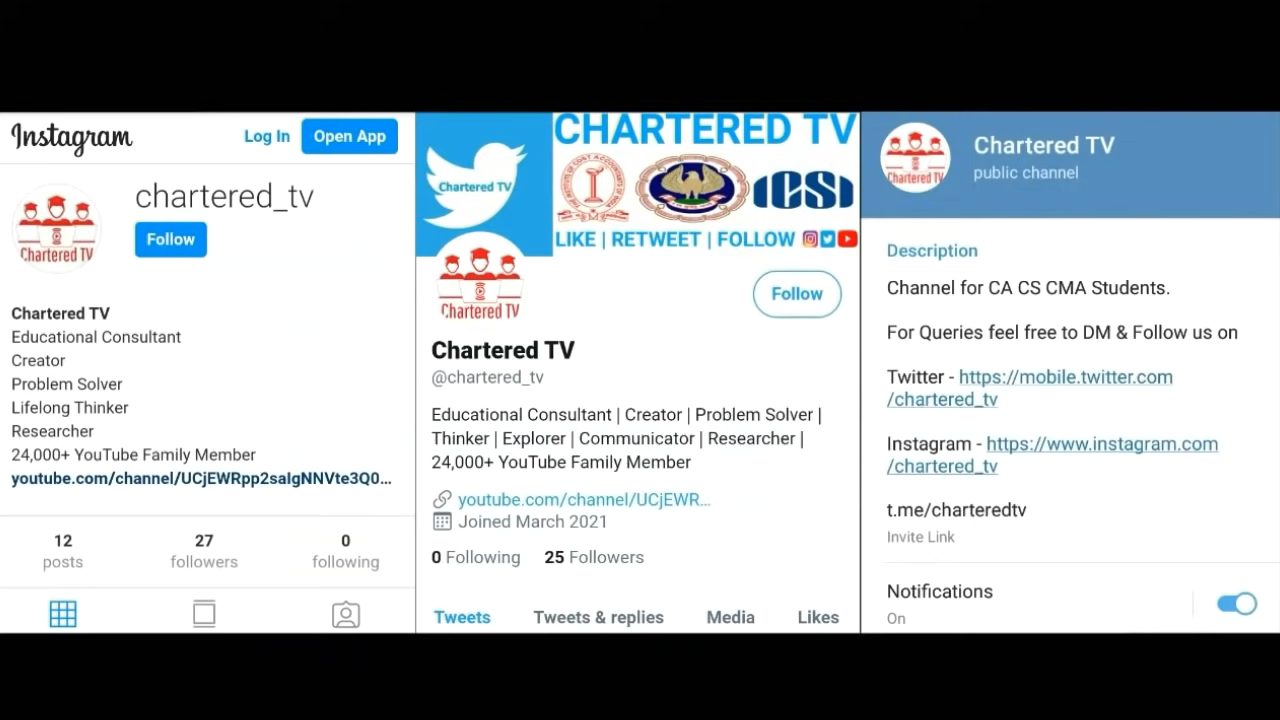 Instagram
Log In
Open App
Chartered TV
chartered_tv
Follow
Chartered TV
Educational Consultant
Creator
Problem Solver
Lifelong Thinker
Researcher
24,000+ YouTube Family Member
youtube.com/channel/UCjEWRpp2saIgNNVte3Q0...
12
posts
27
followers
0
following
CHARTERED TV
Chartered TV
ICSI
LIKE | RETWEET | FOLLOW
Chartered TV
Follow
Chartered TV
@chartered_tv
Educational Consultant | Creator | Problem Solver |
Thinker | Explorer | Communicator | Researcher |
24,000+ YouTube Family Member
youtube.com/channel/UCjEWR...
Joined March 2021
0 Following 25 Followers
Tweets
Tweets & replies
Media
Likes
Chartered TV
Chartered TV
public channel
Description
Channel for CA CS CMA Students.
For Queries feel free to DM & Follow us on
Twitter - https://mobile.twitter.com
/chartered_tv
Instagram - https://www.instagram.com
/chartered_tv
t.me/charteredtv
Invite Link
Notifications
On